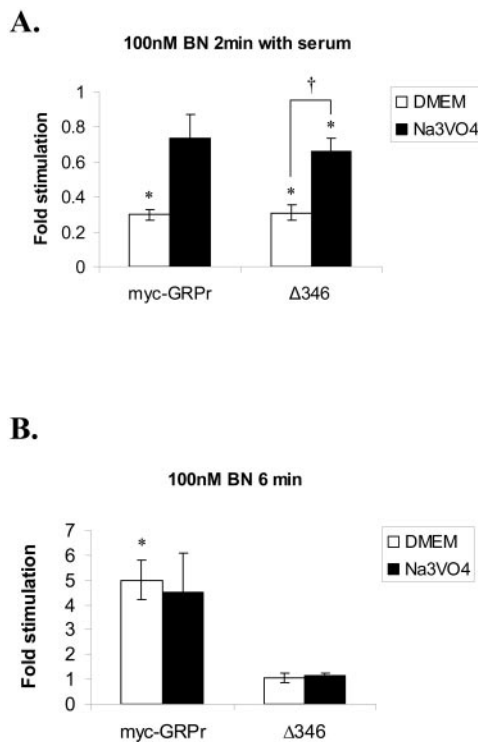 A.
100nM BN 2min with serum
Fold stimulation
1
0.8
0.6
0.4
0.2
0
*
*
†
*
myc-GRPr
Δ346
DMEM
Na3VO4
B.
100nM BN 6 min
Fold stimulation
7
6
5
4
3
2
1
0
*
myc-GRPr
Δ346
DMEM
Na3VO4